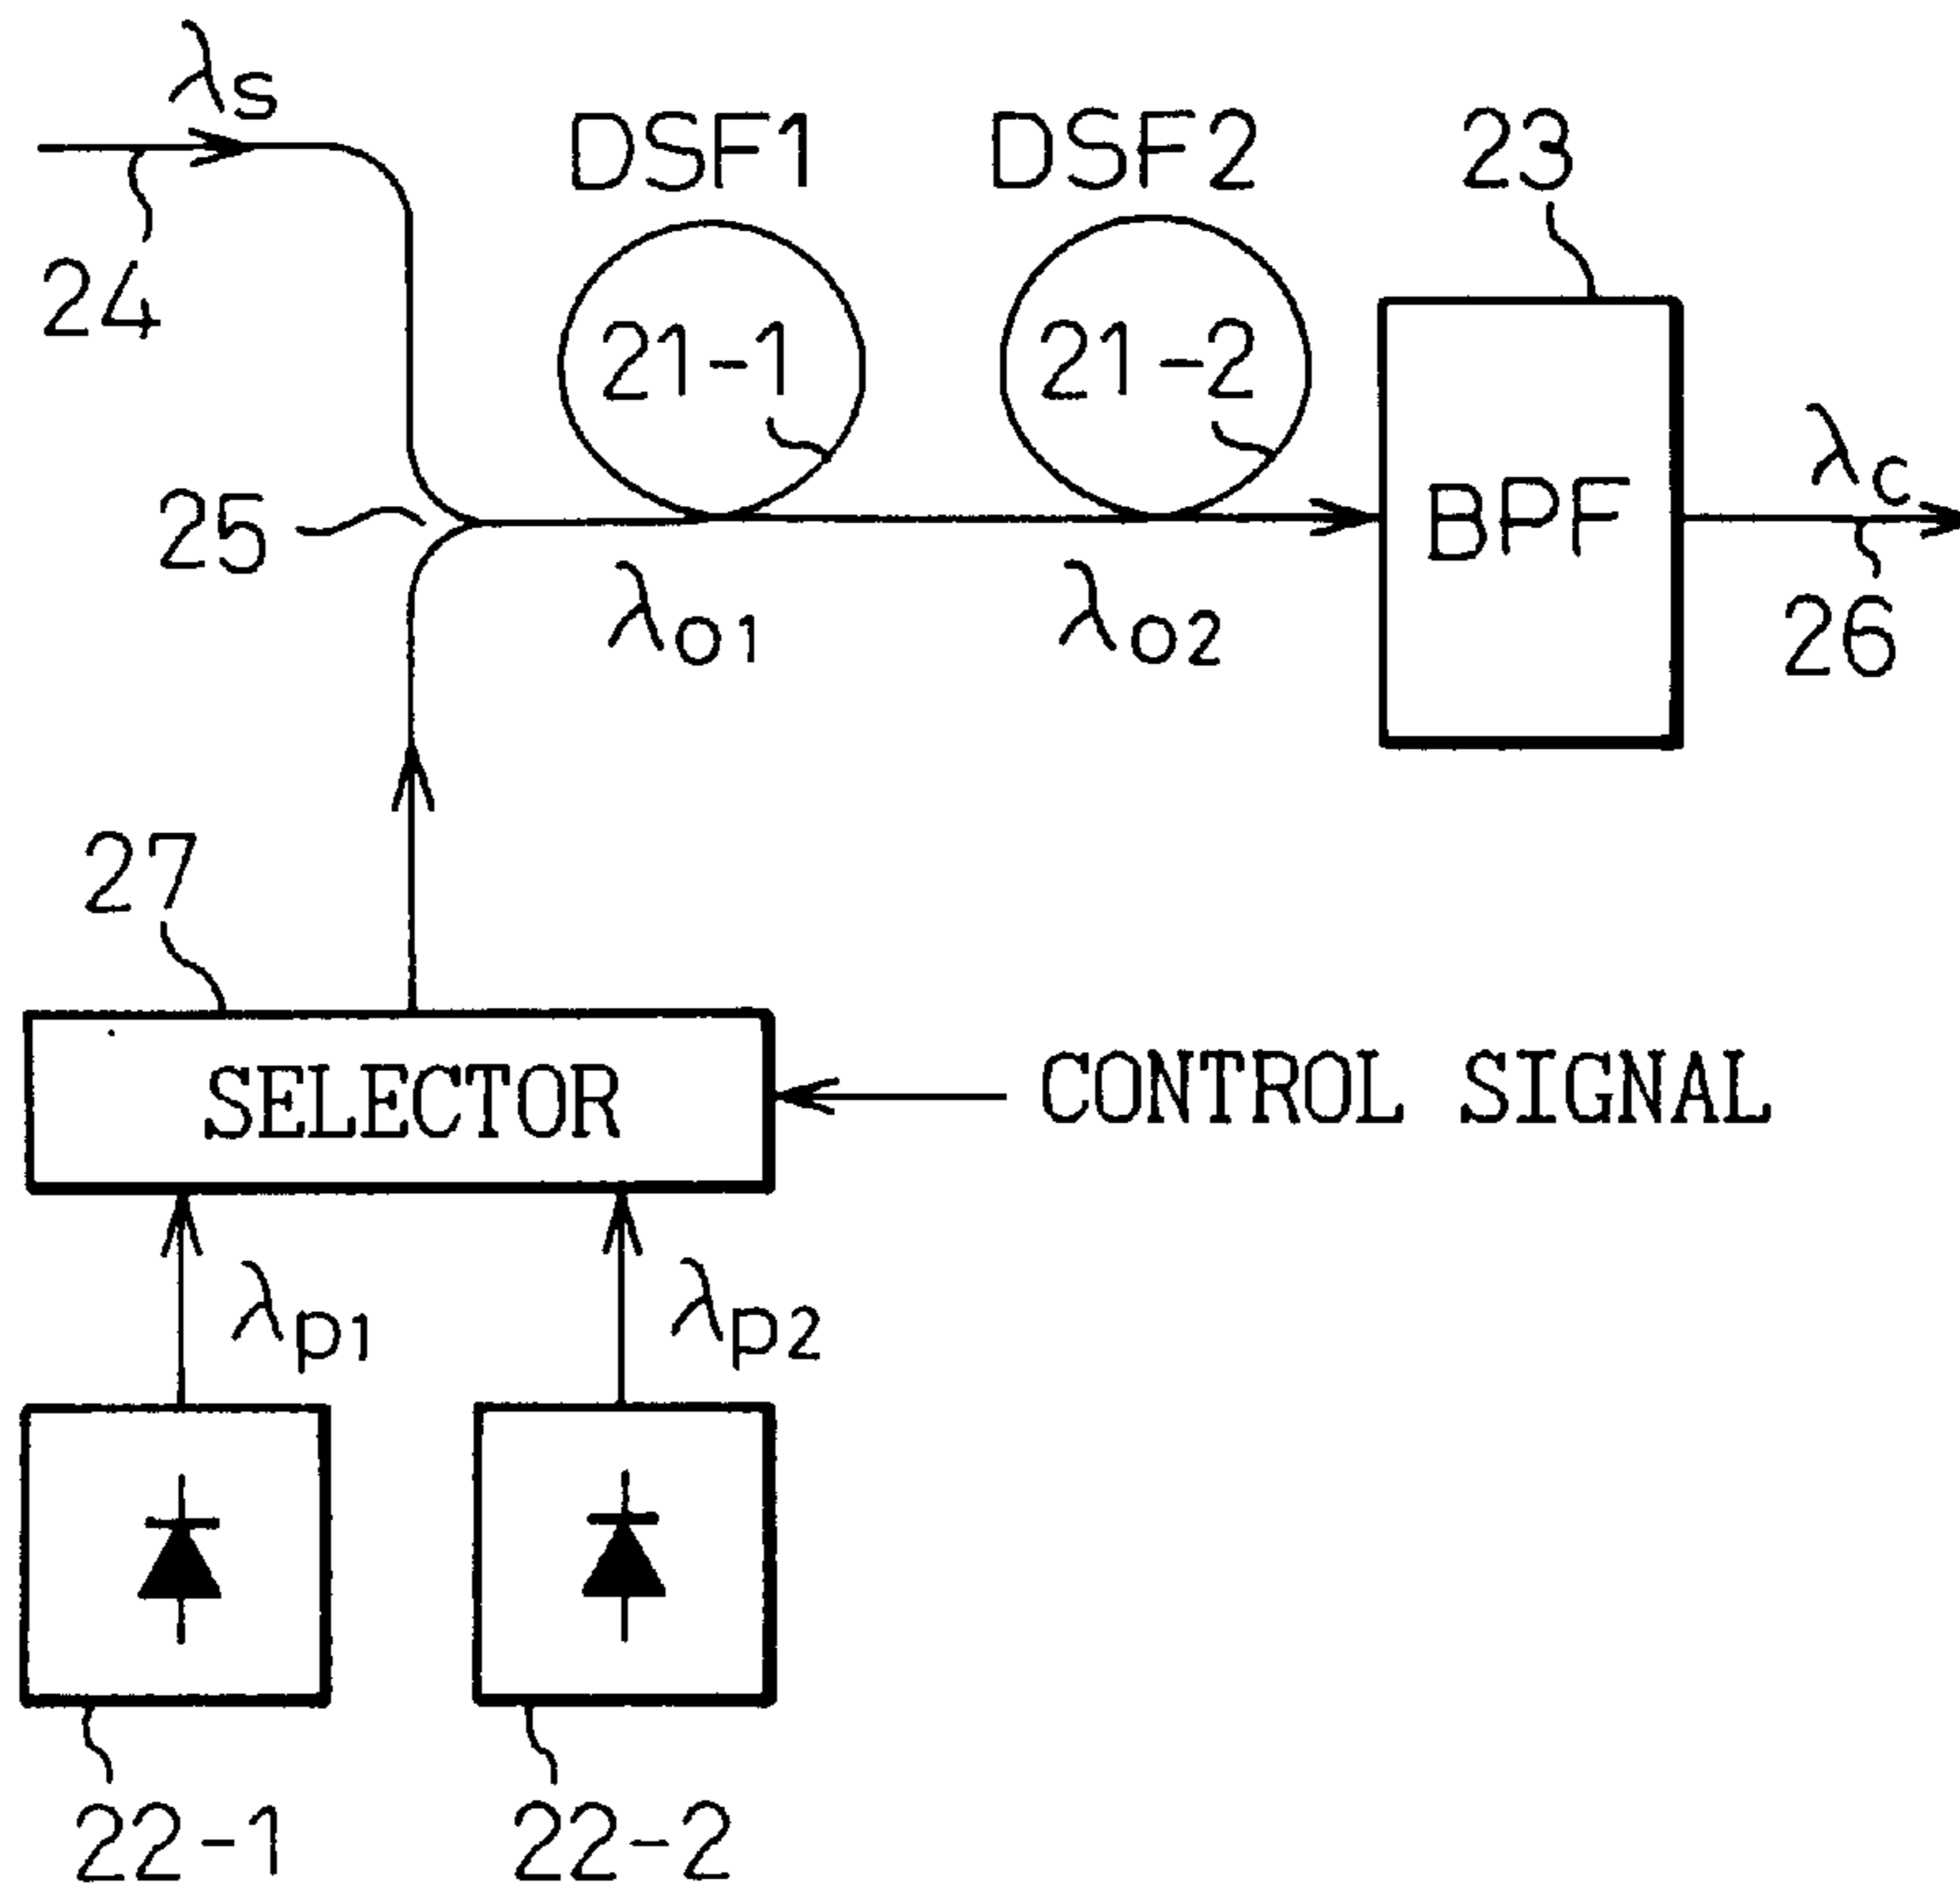 λs
24
DSF1
DSF2
23
21-1
21-2
25
λo1
λo2
BPF
λc
26
27
SELECTOR
CONTROL SIGNAL
λp1
λp2
22-1
22-2